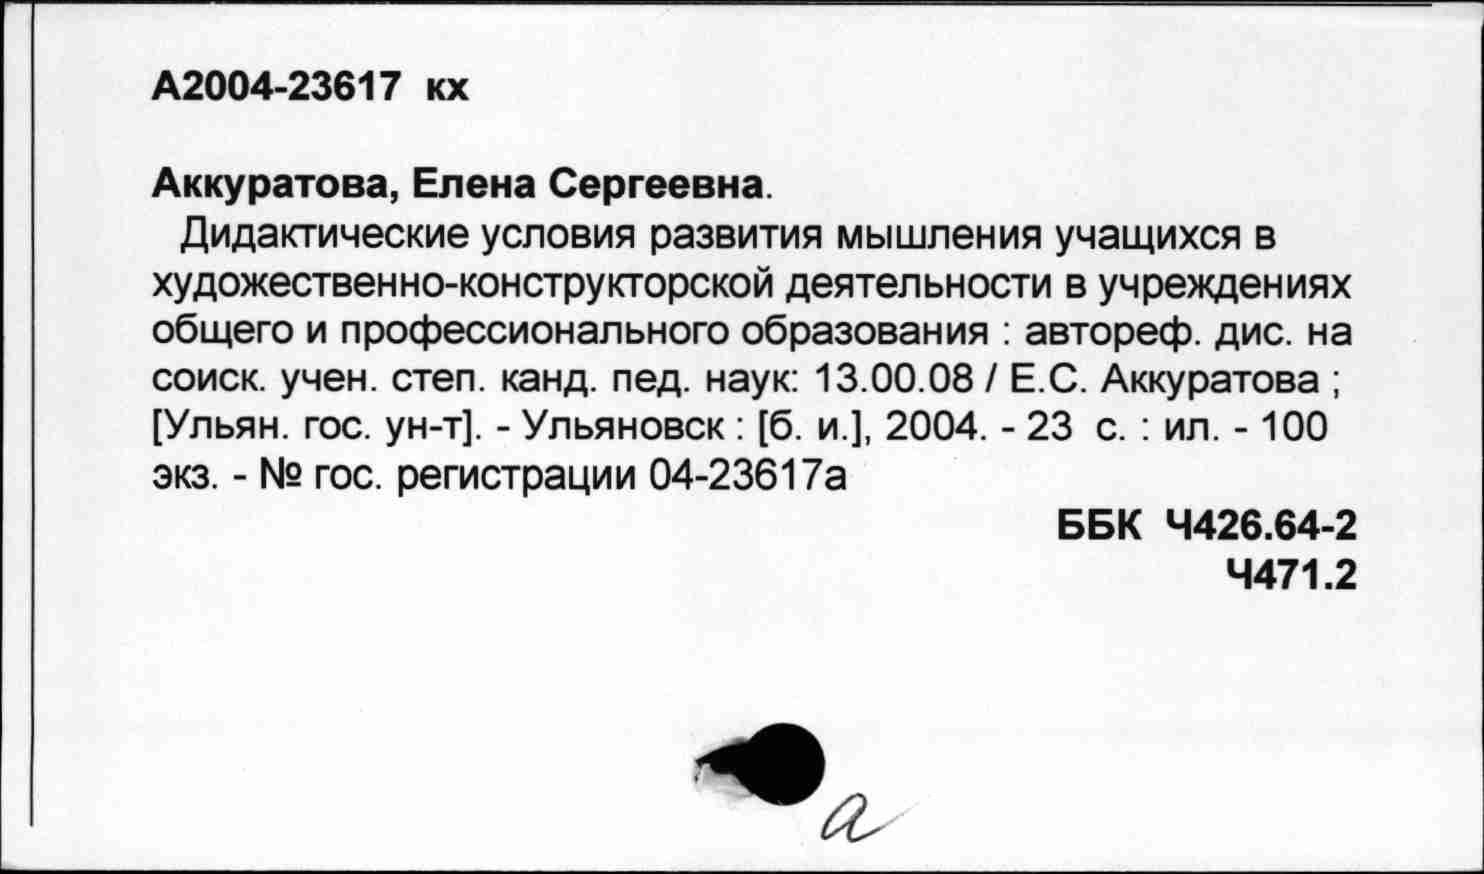 А2004-23617 кх
Аккуратова, Елена Сергеевна.
Дидактические условия развития мышления учащихся в
художественно-конструкторской деятельности в учреждениях
общего и профессионального образования : автореф. дис. на
соиск. учен. степ. канд. пед. наук: 13.00.08 / Е.С. Аккуратова ;
[Ульян. гос. ун-т]. - Ульяновск : [б. и.], 2004. - 23 с. : ил. - 100
экз. - № гос. регистрации 04-23617а
ББК Ч426.64-2
Ч471.2
а